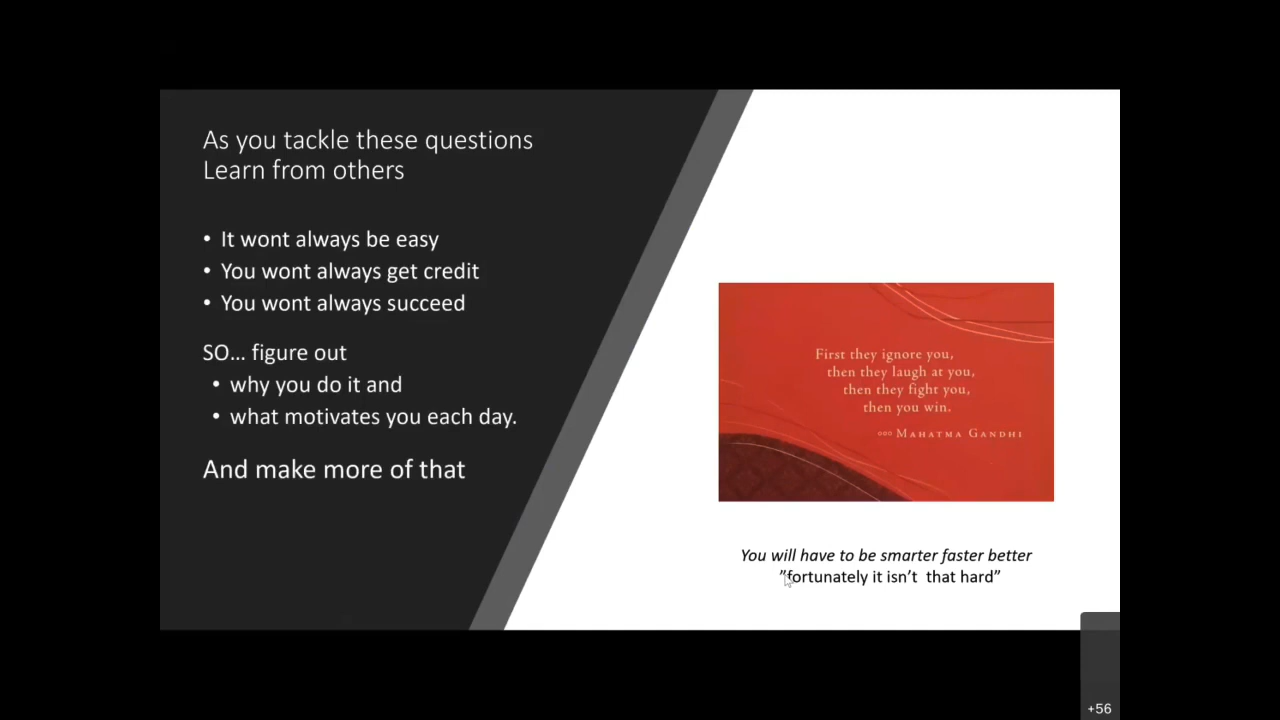 As you tackle these questions
Learn from others
• It wont always be easy
• You wont always get credit
• You wont always succeed
SO... figure out
• why you do it and
• what motivates you each day.
And make more of that
First they ignore you,
then they laugh at you,
then they fight you,
then you win.
°°° MAHATMA GANDHI
You will have to be smarter faster better
”fortunately it isn’t  that hard”
+56